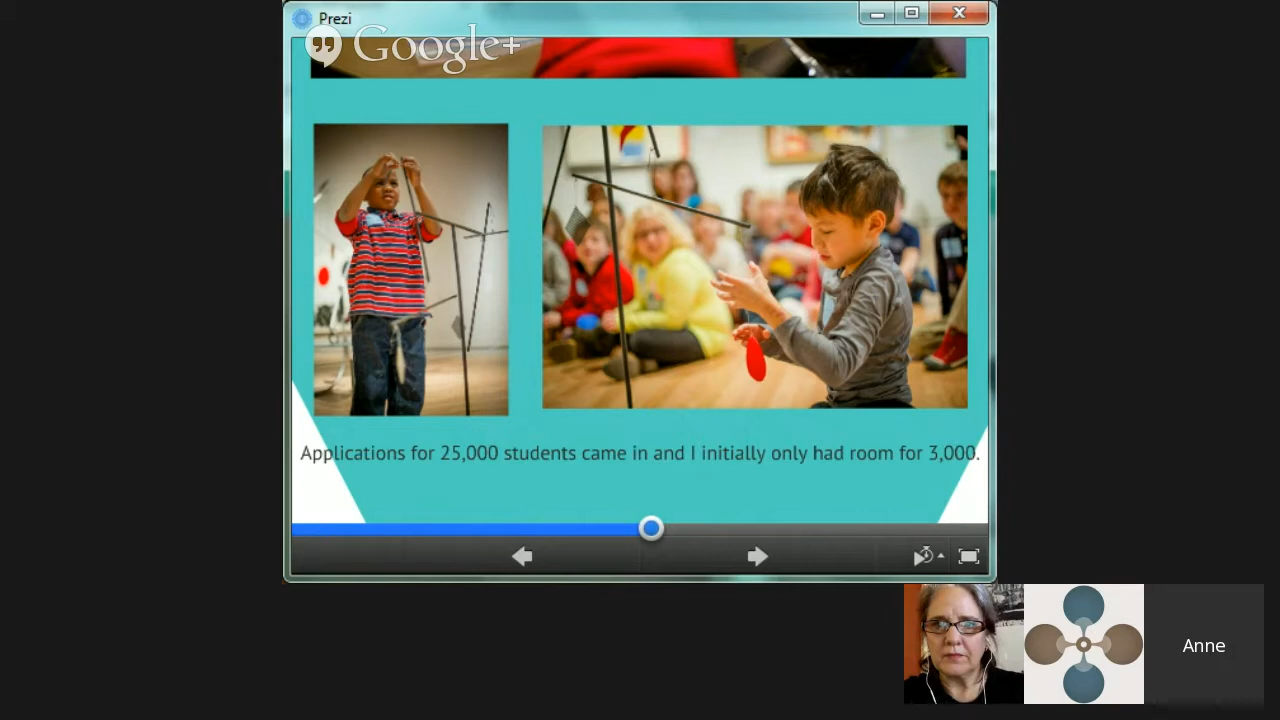 Prezi
Google+
Applications for 25,000 students came in and I initially only had room for 3,000.
Anne